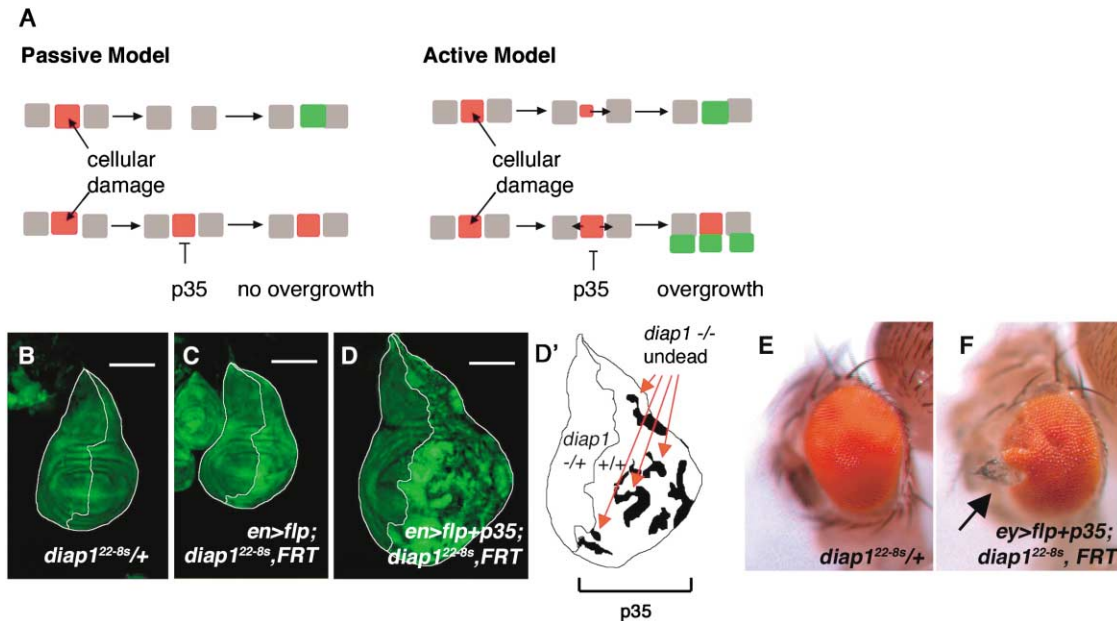 A
Passive Model
Active Model
cellular
damage
p35
no overgrowth
cellular
damage
p35
overgrowth
B
diap1^22-8s/+
C
en>flp;
diap1^22-8s,FRT
D
en>flp+p35;
diap1^22-8s,FRT
D'
diap1 -/-
undead
diap1
-/+
+/+
p35
E
diap1^22-8s/+
F
ey>flp+p35;
diap1^22-8s, FRT